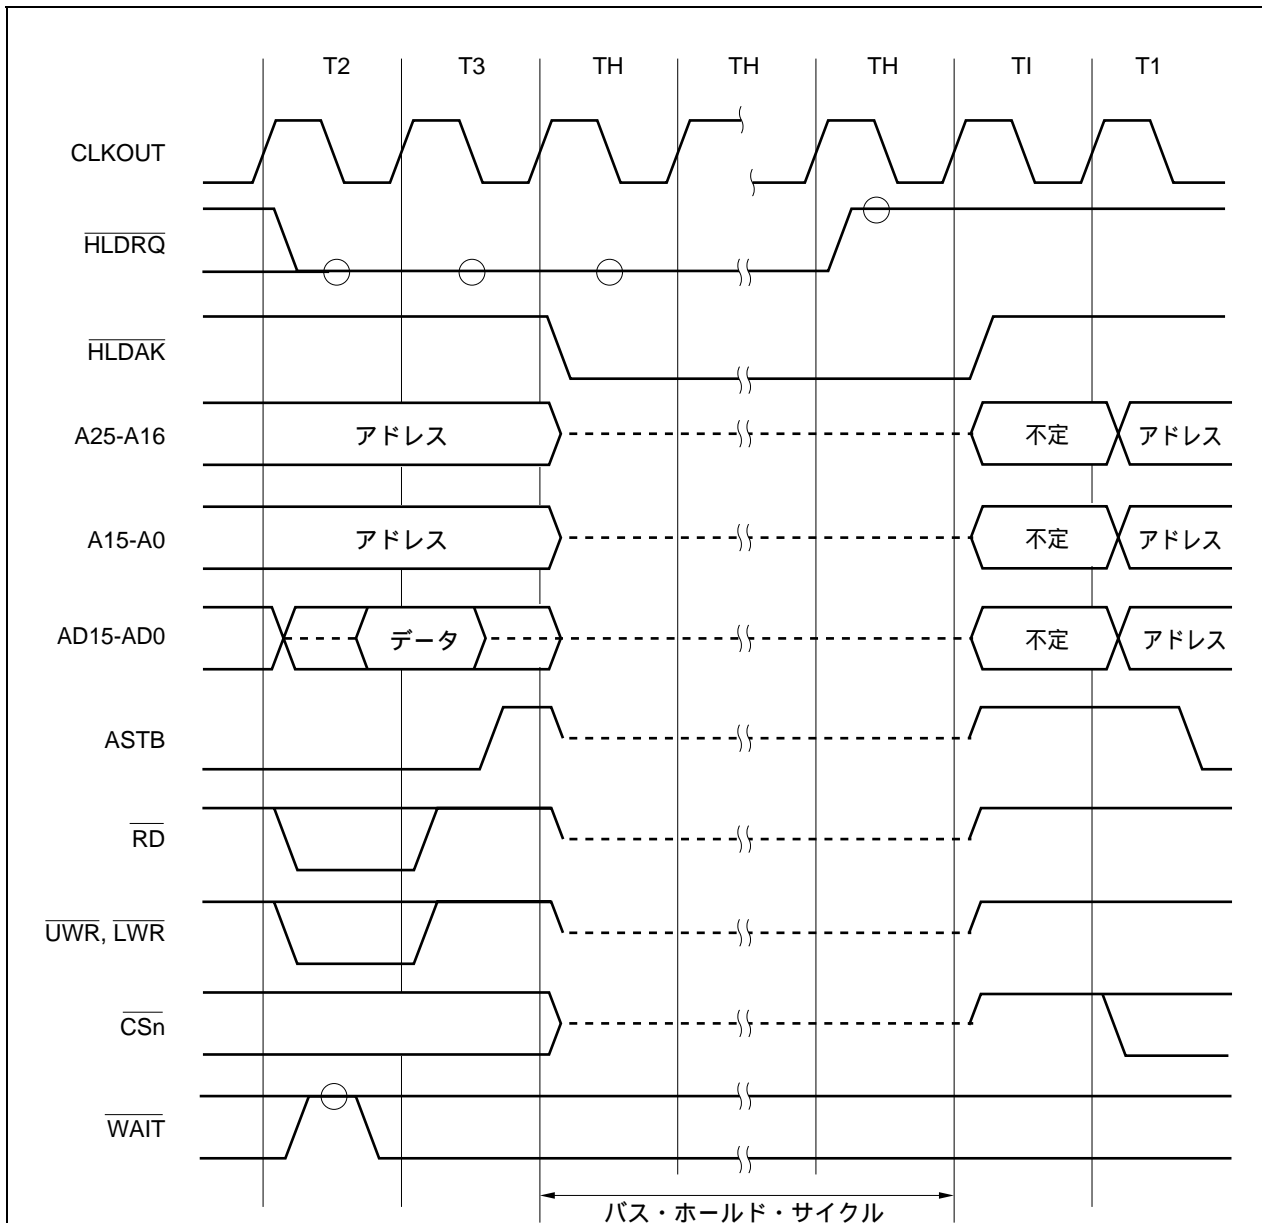 T2 T3 TH TH TH TI T1
CLKOUT
HLDRQ
HLDAK
A25-A16 アドレス 不定 アドレス
A15-A0 アドレス 不定 アドレス
AD15-AD0 データ 不定 アドレス
ASTB
RD
UWR, LWR
CSn
WAIT
バス・ホールド・サイクル